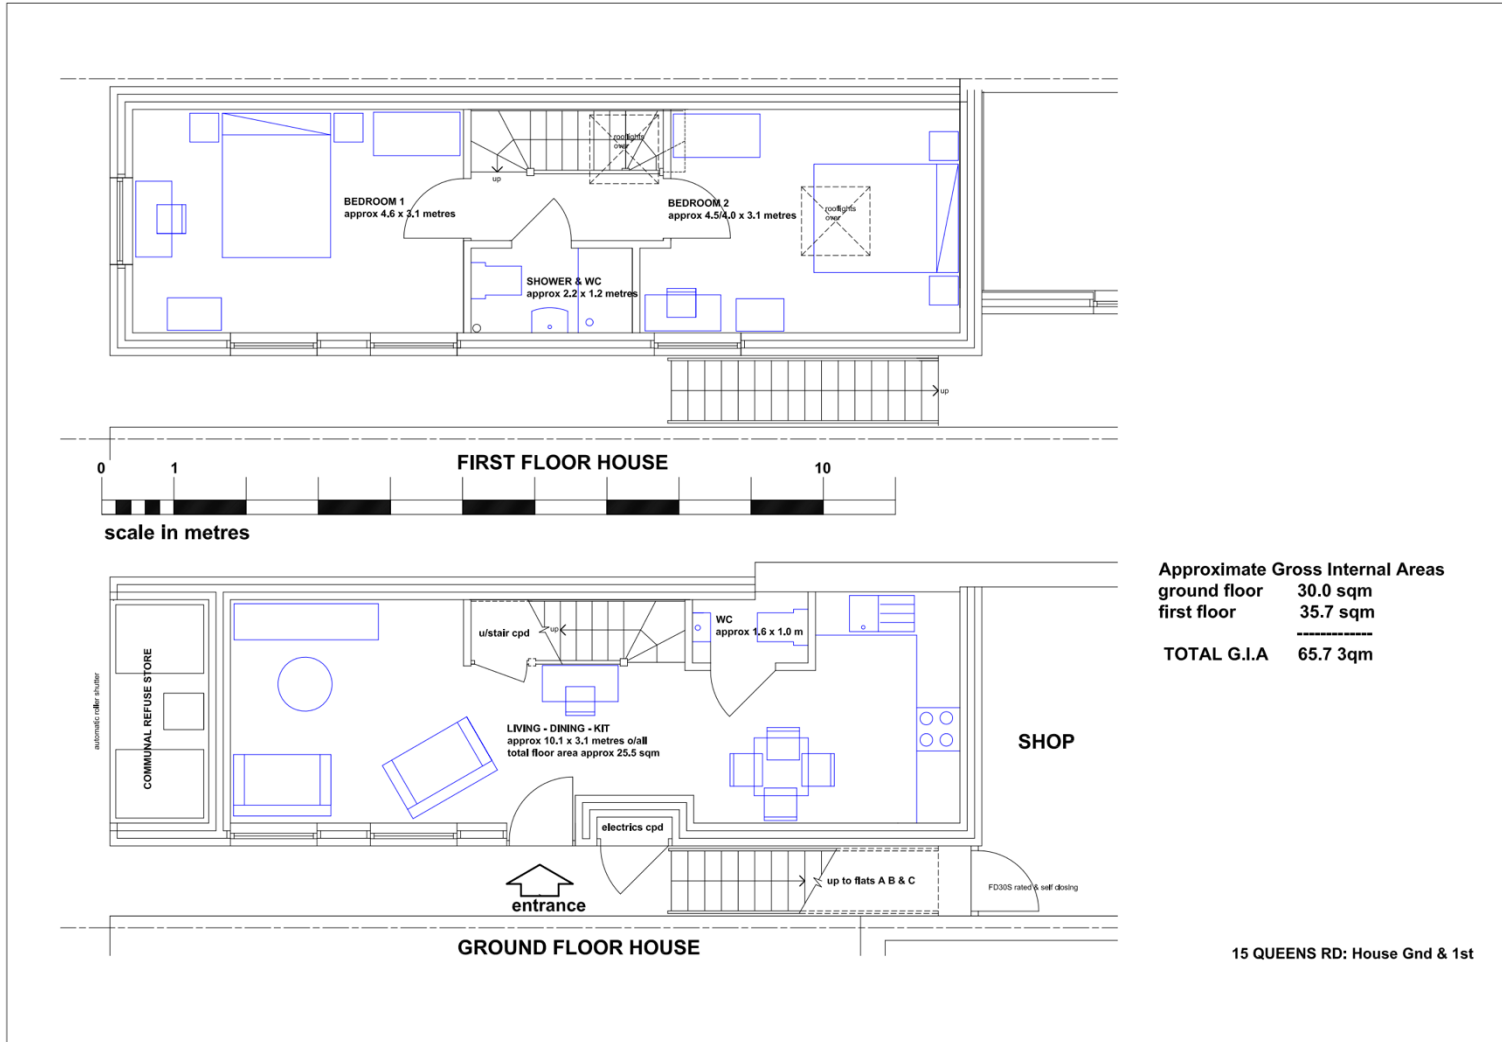 rooflights
over
up
BEDROOM 1
approx 4.6 x 3.1 metres
BEDROOM 2
approx 4.5/4.0 x 3.1 metres
rooflights
over
SHOWER & WC
approx 2.2 x 1.2 metres
up
FIRST FLOOR HOUSE
0 1 10
scale in metres
Approximate Gross Internal Areas
ground floor 30.0 sqm
first floor 35.7 sqm
-------------
TOTAL G.I.A 65.7 3qm
u/stair cpd
up
WC
approx 1.6 x 1.0 m
automatic roller shutter
COMMUNAL REFUSE STORE
LIVING - DINING - KIT
approx 10.1 x 3.1 metres o/all
total floor area approx 25.5 sqm
SHOP
electrics cpd
up to flats A B & C
FD30S rated & self closing
entrance
GROUND FLOOR HOUSE
15 QUEENS RD: House Gnd & 1st